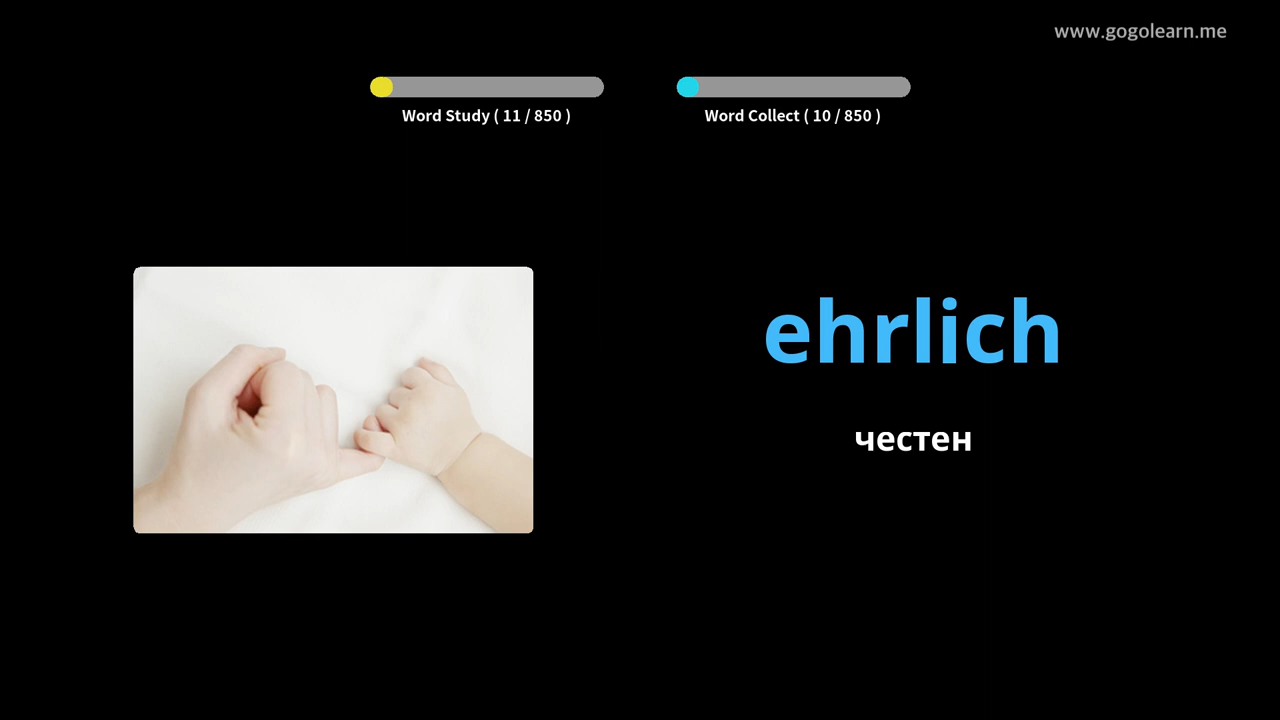 www.gogolearn.me
Word Study ( 11 / 850 )
Word Collect ( 10 / 850 )
ehrlich
честен